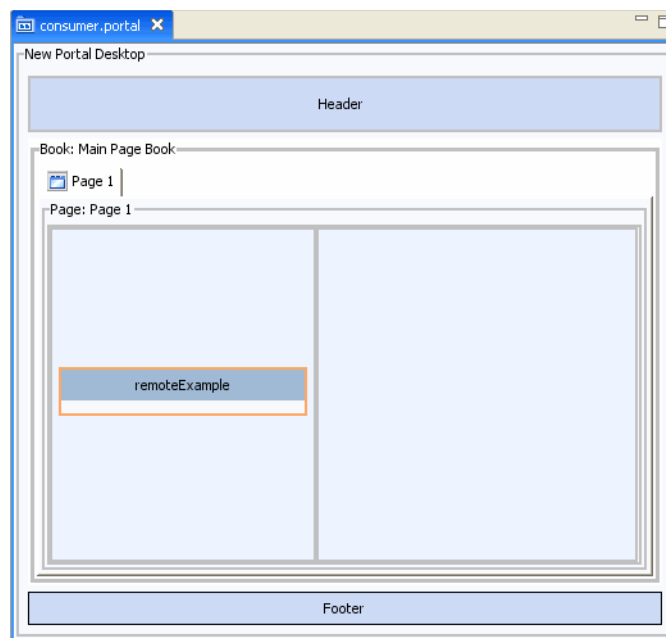 consumer.portal
New Portal Desktop
Header
Book: Main Page Book
Page 1
Page: Page 1
remoteExample
Footer